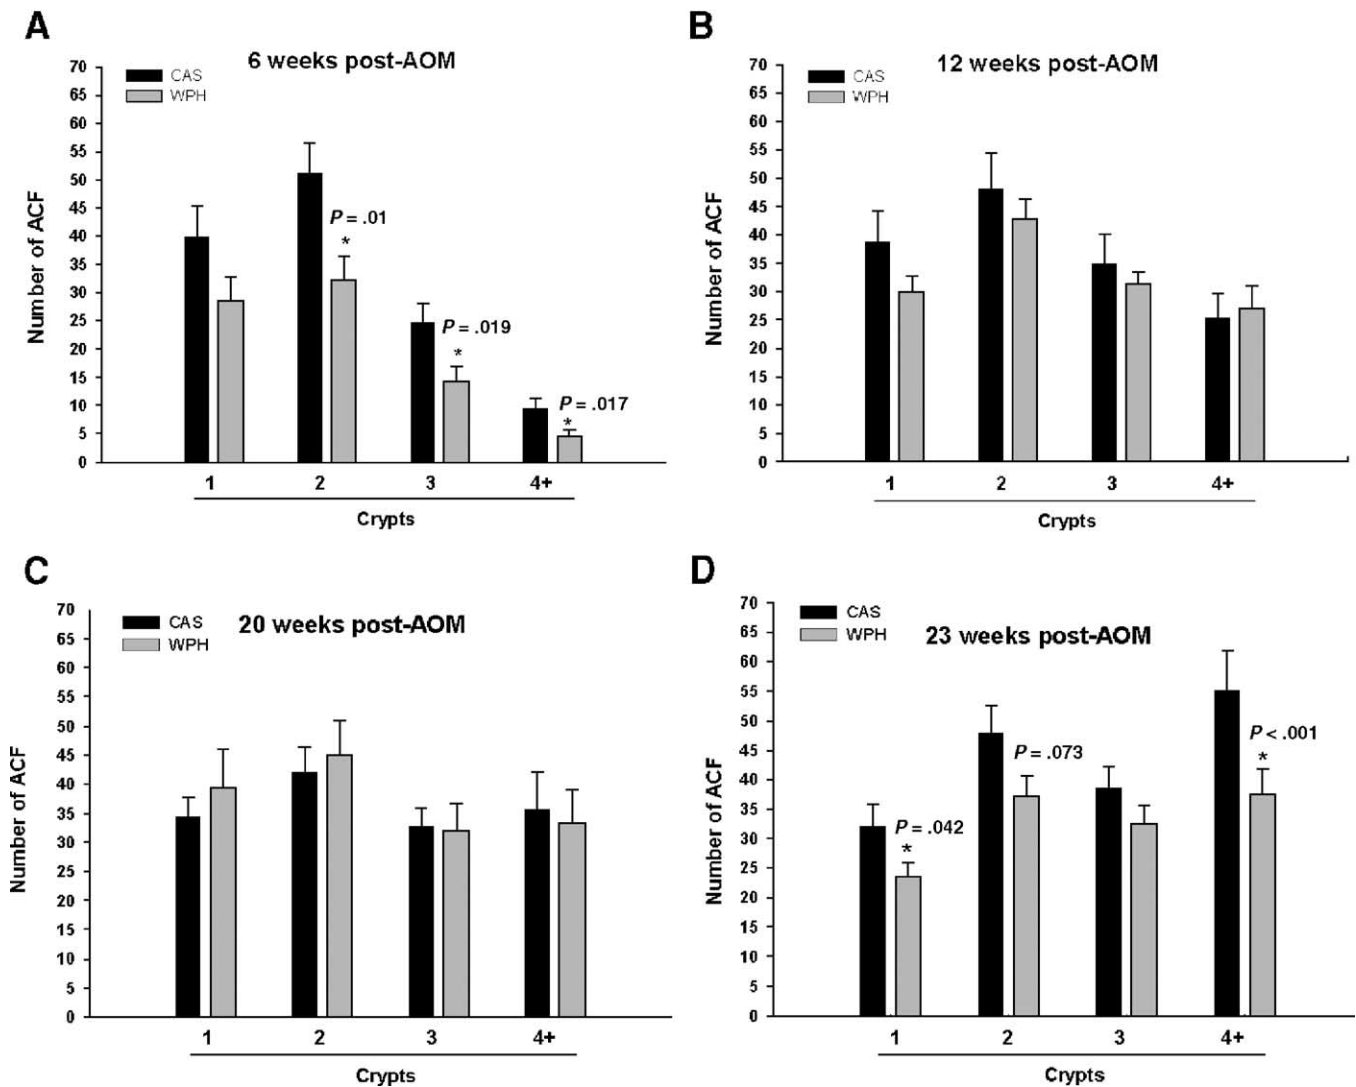 A
6 weeks post-AOM
CAS
WPH
70
65
60
55
50
45
40
35
30
25
20
15
10
5
0
Number of ACF
P = .01
*
P = .019
*
P = .017
*
1 2 3 4+
Crypts
B
12 weeks post-AOM
CAS
WPH
70
65
60
55
50
45
40
35
30
25
20
15
10
5
0
Number of ACF
1 2 3 4+
Crypts
C
20 weeks post-AOM
CAS
WPH
70
65
60
55
50
45
40
35
30
25
20
15
10
5
0
Number of ACF
1 2 3 4+
Crypts
D
23 weeks post-AOM
CAS
WPH
70
65
60
55
50
45
40
35
30
25
20
15
10
5
0
Number of ACF
P = .042
*
P = .073
P < .001
*
1 2 3 4+
Crypts